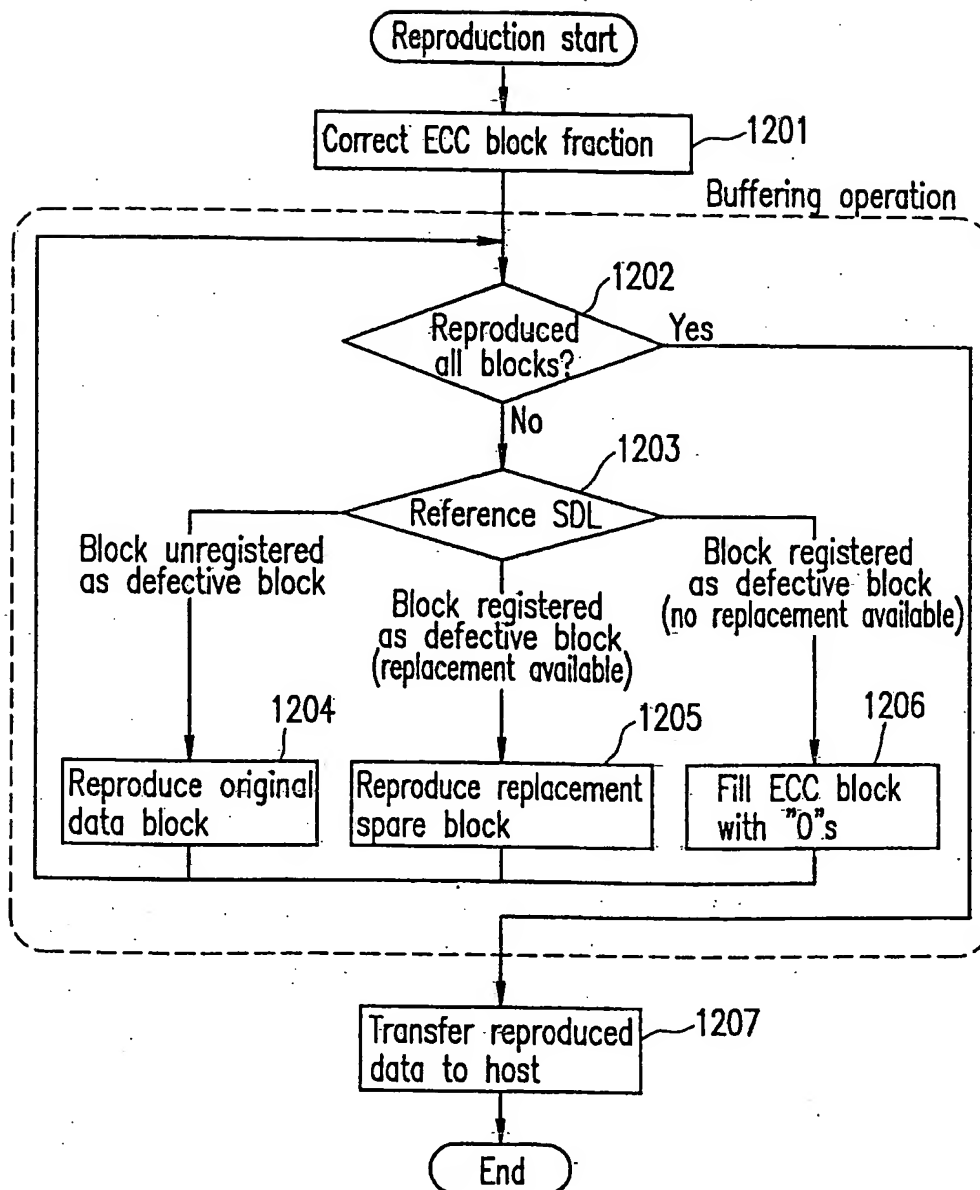 Reproduction start
Correct ECC block fraction
1201
Buffering operation
1202
Reproduced
all blocks?
Yes
No
1203
Reference SDL
Block unregistered
as defective block
Block registered
as defective block
(replacement available)
Block registered
as defective block
(no replacement available)
1204
Reproduce original
data block
1205
Reproduce replacement
spare block
1206
Fill ECC block
with "0"s
Transfer reproduced
data to host
1207
End